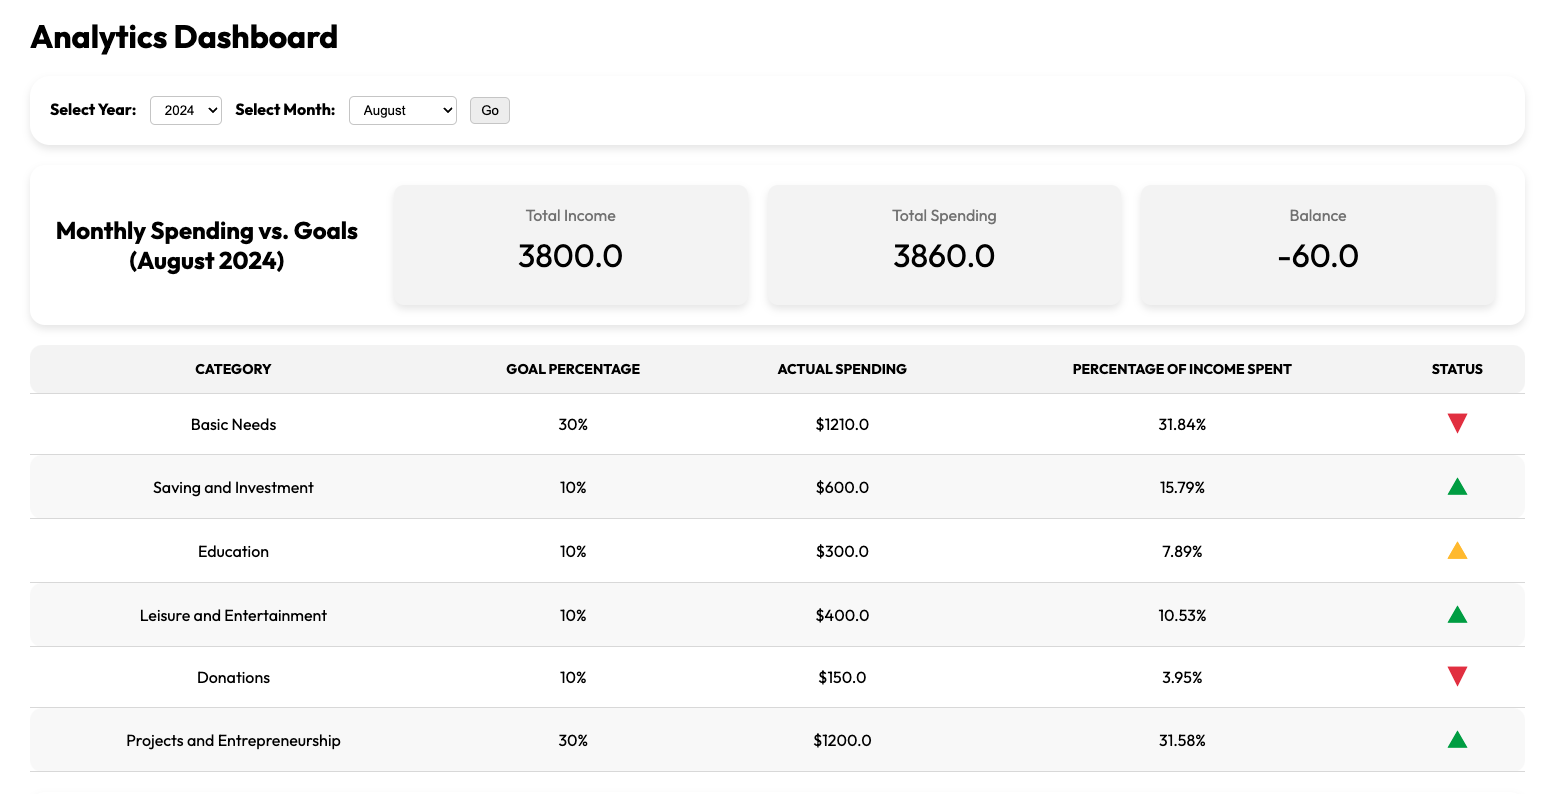 Analytics Dashboard
Select Year: 2024 Select Month: August Go
Monthly Spending vs. Goals
(August 2024)
Total Income
3800.0
Total Spending
3860.0
Balance
-60.0
CATEGORY GOAL PERCENTAGE ACTUAL SPENDING PERCENTAGE OF INCOME SPENT STATUS
Basic Needs 30% $1210.0 31.84%
Saving and Investment 10% $600.0 15.79%
Education 10% $300.0 7.89%
Leisure and Entertainment 10% $400.0 10.53%
Donations 10% $150.0 3.95%
Projects and Entrepreneurship 30% $1200.0 31.58%